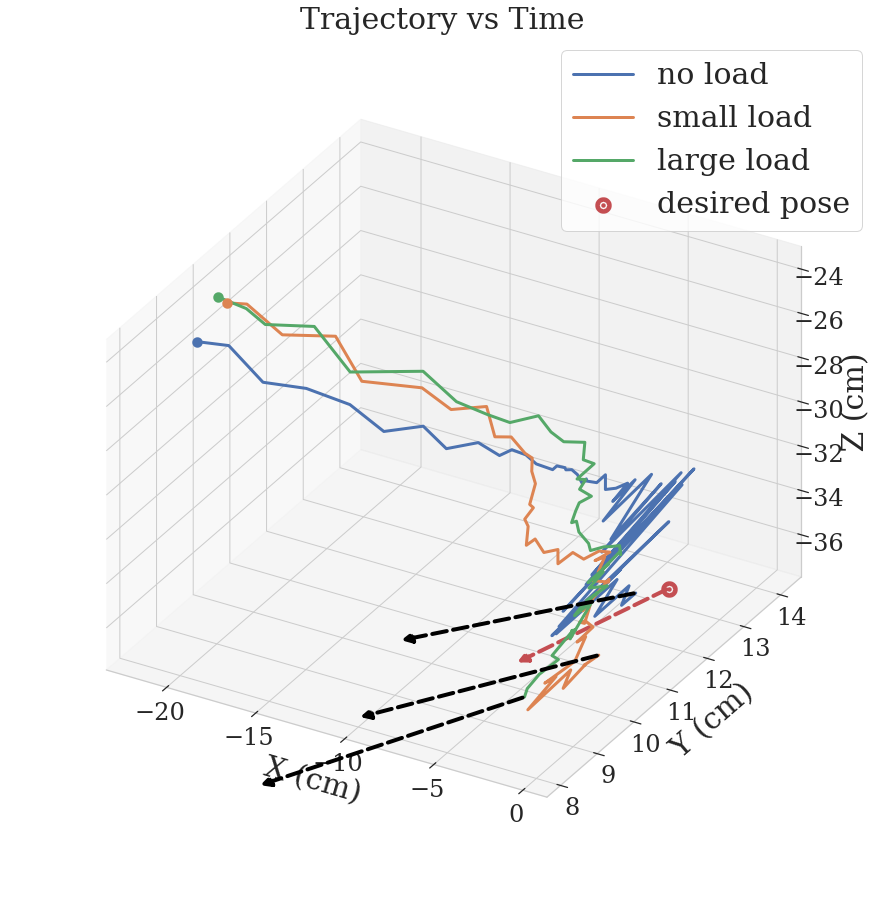 Trajectory vs Time
no load
small load
large load
desired pose
−24
−26
−28
−30
−32
−34
−36
Z (cm)
14
13
12
11
10
9
8
Y (cm)
−20
−15
−10
−5
0
X (cm)